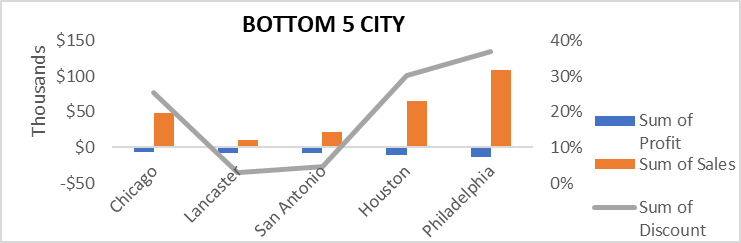 BOTTOM 5 CITY
Thousands
$150
$100
$50
$0
-$50
40%
30%
20%
10%
0%
Chicago
Lancaster
San Antonio
Houston
Philadelphia
Sum of
Profit
Sum of Sales
Sum of
Discount